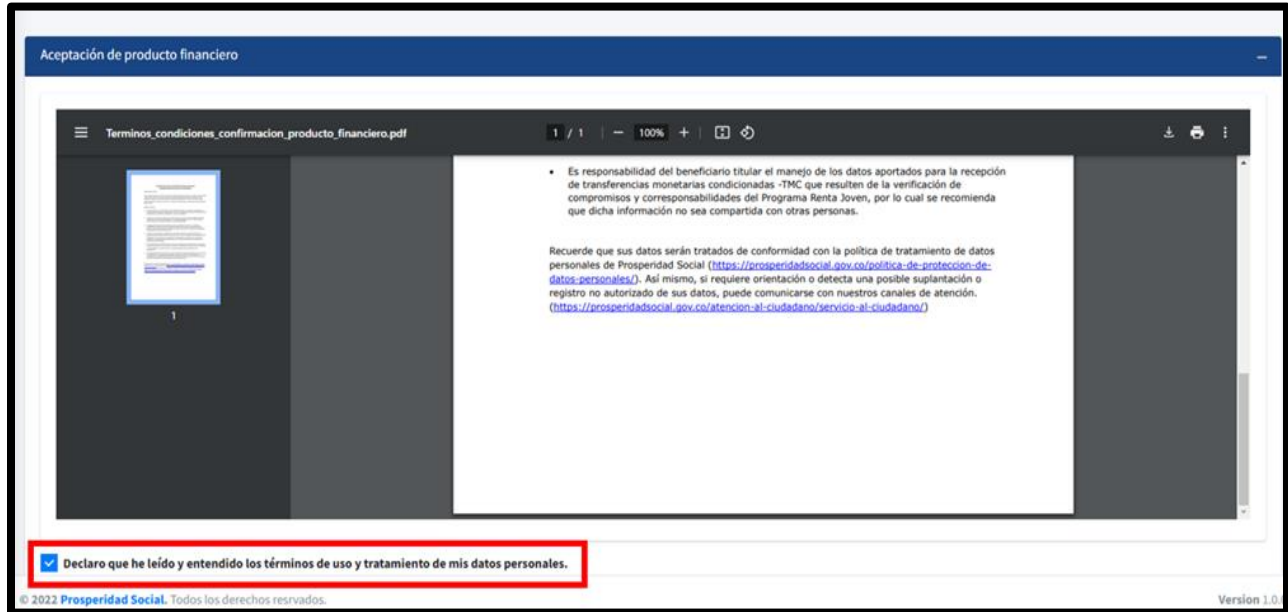 Aceptación de producto financiero
Terminos_condiciones_confirmacion_producto_financiero.pdf
1 / 1
100%
• Es responsabilidad del beneficiario titular el manejo de los datos aportados para la recepción
de transferencias monetarias condicionadas -TMC que resulten de la verificación de
compromisos y corresponsabilidades del Programa Renta Joven, por lo cual se recomienda
que dicha información no sea compartida con otras personas.
Recuerde que sus datos serán tratados de conformidad con la política de tratamiento de datos
personales de Prosperidad Social (https://prosperidadsocial.gov.co/politica-de-proteccion-de-
datos-personales/). Así mismo, si requiere orientación o detecta una posible suplantación o
registro no autorizado de sus datos, puede comunicarse con nuestros canales de atención.
(https://prosperidadsocial.gov.co/atencion-al-ciudadano/servicio-al-ciudadano/)
1
Declaro que he leído y entendido los términos de uso y tratamiento de mis datos personales.
© 2022 Prosperidad Social. Todos los derechos resrvados.
Version 1.0.